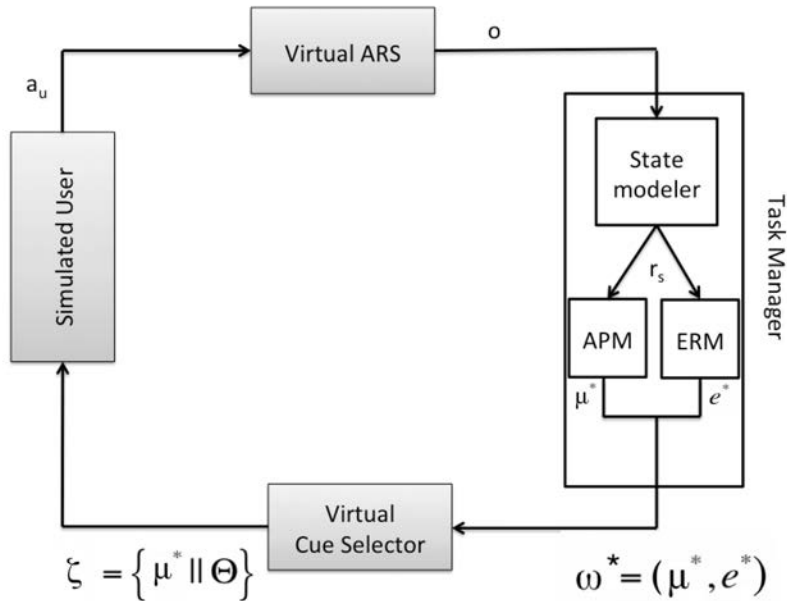 Virtual ARS
o
a_u
Simulated User
State
modeler
r_s
APM
ERM
μ*
e*
Task Manager
Virtual
Cue Selector
ζ = { μ* || Θ }
ω*= (μ*, e*)